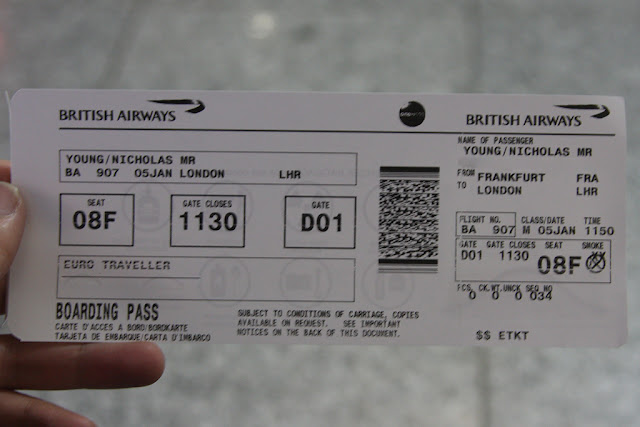 BRITISH AIRWAYS
YOUNG/NICHOLAS MR
BA 907 05JAN LONDON LHR
SEAT
08F
GATE CLOSES
1130
GATE
D01
EURO TRAVELLER
BOARDING PASS
CARTE D'ACCES A BORD/BORDKARTE
TARJETA DE EMBARQUE/CARTA D'IMBARCO
SUBJECT TO CONDITIONS OF CARRIAGE, COPIES
AVAILABLE ON REQUEST. SEE IMPORTANT
NOTICES ON THE BACK OF THIS DOCUMENT.
BRITISH AIRWAYS
NAME OF PASSENGER
YOUNG/NICHOLAS MR
FROM FRANKFURT FRA
TO LONDON LHR
FLIGHT NO. CLASS/DATE TIME
BA 907 M 05JAN 1150
GATE GATE CLOSES SEAT SMOKE
D01 1130 08F
PCS. CK.WT.UNCK SEQ NO
0 0 0 034
$$ ETKT